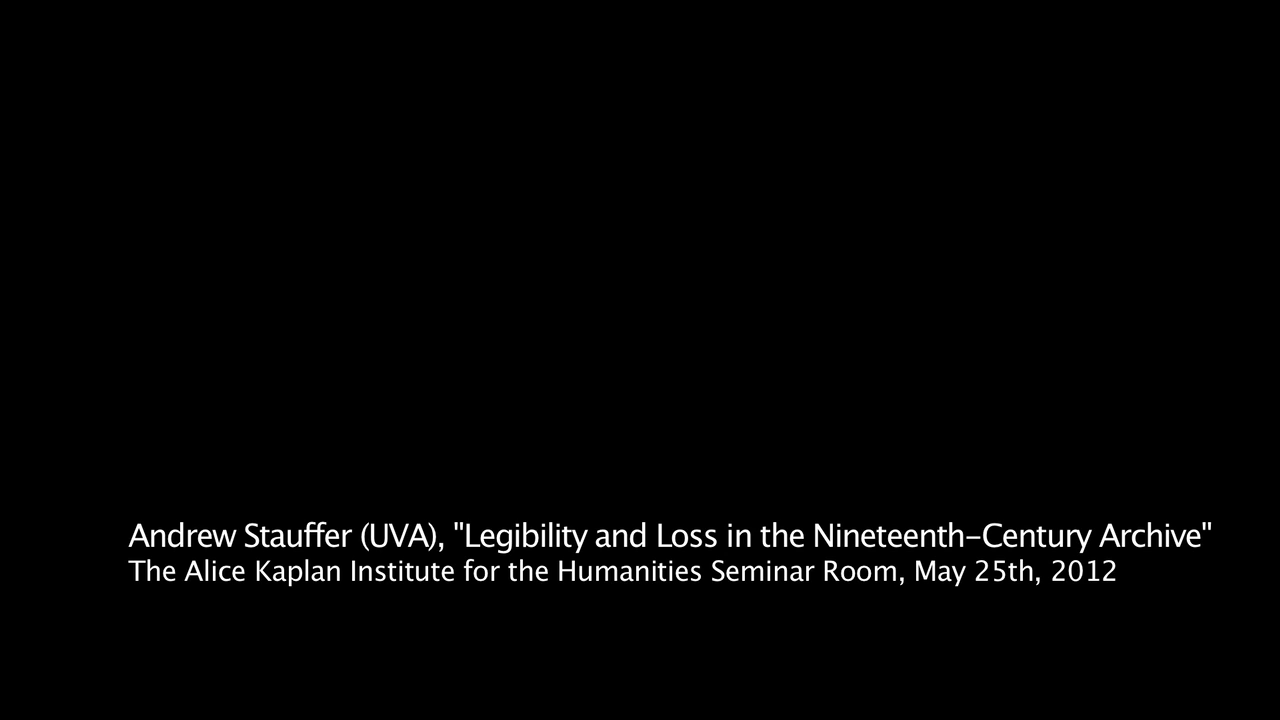 Andrew Stauffer (UVA), "Legibility and Loss in the Nineteenth-Century Archive"
The Alice Kaplan Institute for the Humanities Seminar Room, May 25th, 2012